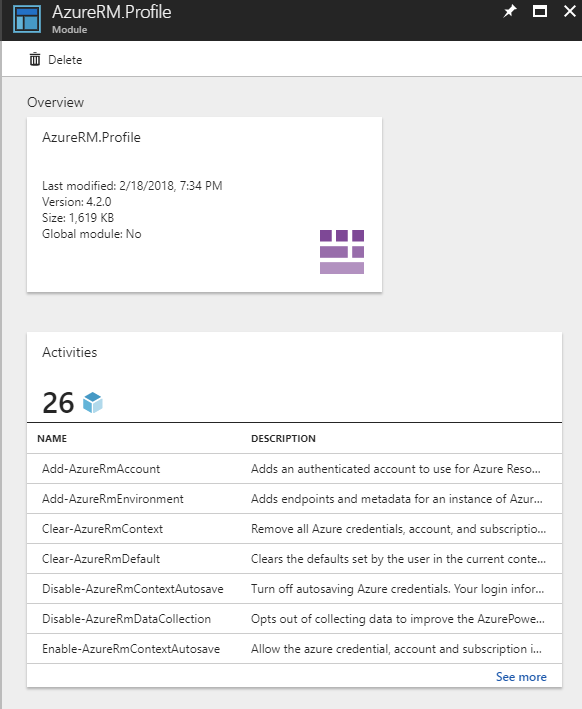 AzureRM.Profile
Module
Delete
Overview
AzureRM.Profile
Last modified: 2/18/2018, 7:34 PM
Version: 4.2.0
Size: 1,619 KB
Global module: No
Activities
26
NAME DESCRIPTION
Add-AzureRmAccount Adds an authenticated account to use for Azure Reso...
Add-AzureRmEnvironment Adds endpoints and metadata for an instance of Azur...
Clear-AzureRmContext Remove all Azure credentials, account, and subscriptio...
Clear-AzureRmDefault Clears the defaults set by the user in the current conte...
Disable-AzureRmContextAutosave Turn off autosaving Azure credentials. Your login infor...
Disable-AzureRmDataCollection Opts out of collecting data to improve the AzurePowe...
Enable-AzureRmContextAutosave Allow the azure credential, account and subscription i...
See more